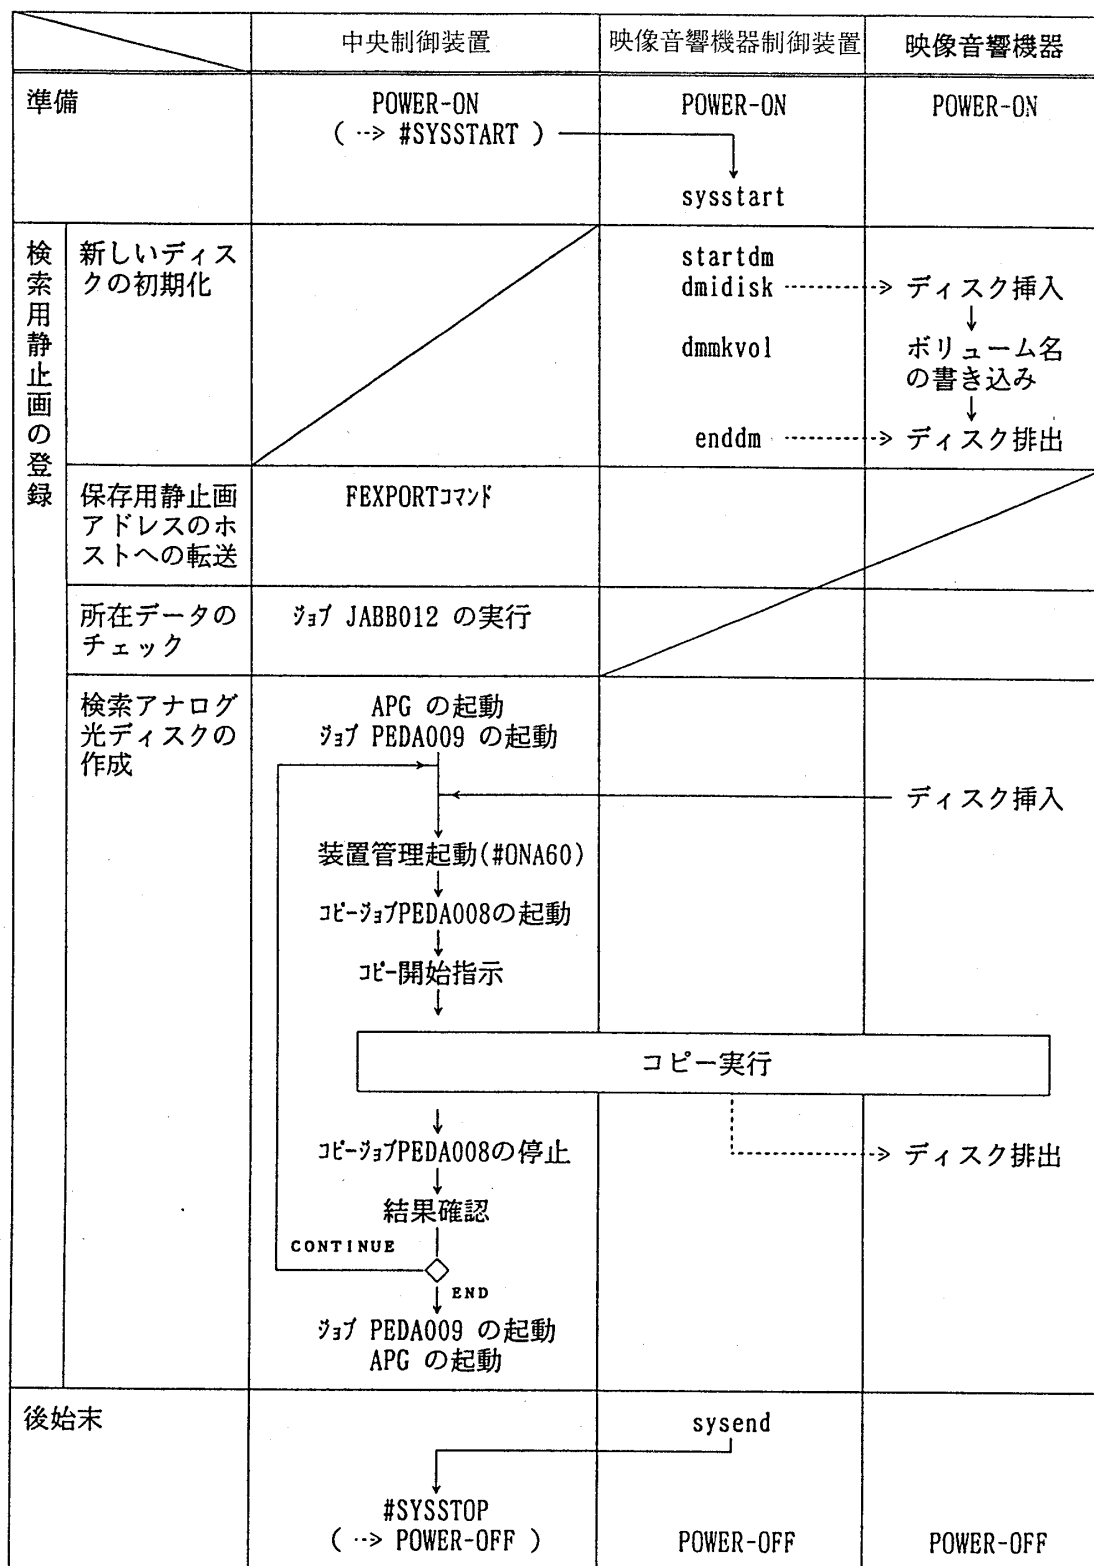 中央制御装置
映像音響機器制御装置
映像音響機器
準備
POWER-ON
( --> #SYSSTART )
POWER-ON
sysstart
POWER-ON
検索用静止画の登録
新しいディス
クの初期化
startdm
dmidisk
dmmkvol
enddm
ディスク挿入
ボリューム名
の書き込み
ディスク排出
保存用静止画
アドレスのホ
ストへの転送
FEXPORTコマンド
所在データの
チェック
ジョブ JABB012 の実行
検索アナログ
光ディスクの
作成
APG の起動
ジョブ PEDA009 の起動
ディスク挿入
装置管理起動(#ONA60)
コピージョブPEDA008の起動
コピー開始指示
コピー実行
コピージョブPEDA008の停止
ディスク排出
結果確認
CONTINUE
END
ジョブ PEDA009 の起動
APG の起動
後始末
sysend
#SYSSTOP
( --> POWER-OFF )
POWER-OFF
POWER-OFF